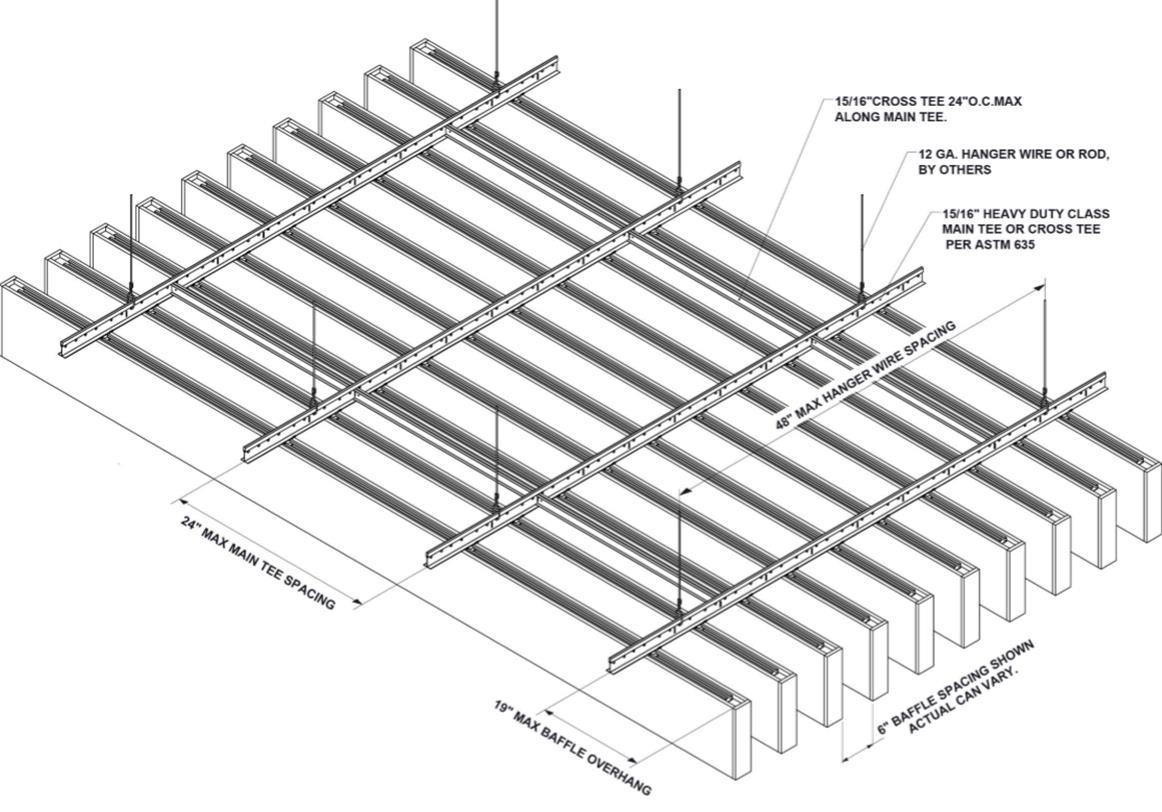 15/16"CROSS TEE 24"O.C.MAX
ALONG MAIN TEE.
12 GA. HANGER WIRE OR ROD,
BY OTHERS
15/16" HEAVY DUTY CLASS
MAIN TEE OR CROSS TEE
PER ASTM 635
48" MAX HANGER WIRE SPACING
24" MAX MAIN TEE SPACING
19" MAX BAFFLE OVERHANG
6" BAFFLE SPACING SHOWN
ACTUAL CAN VARY.